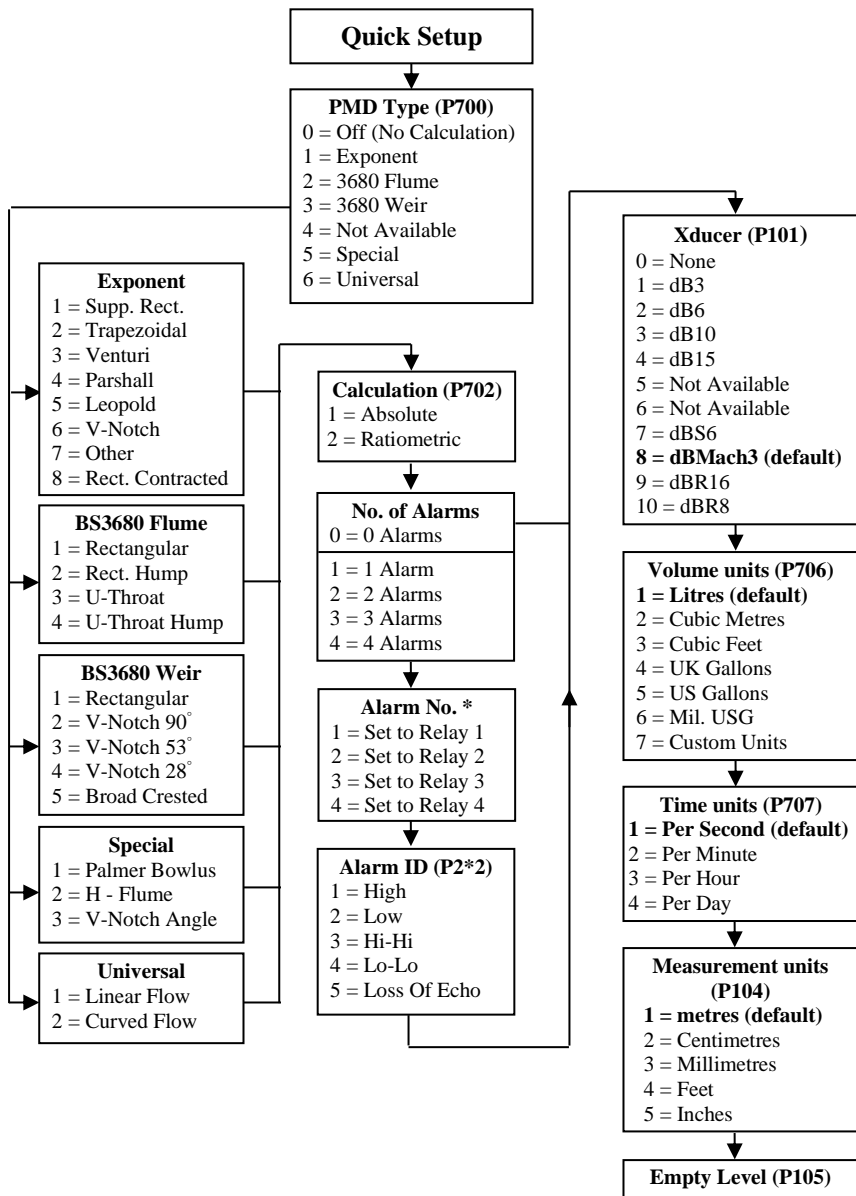 Quick Setup
PMD Type (P700)
0 = Off (No Calculation)
1 = Exponent
2 = 3680 Flume
3 = 3680 Weir
4 = Not Available
5 = Special
6 = Universal
Exponent
1 = Supp. Rect.
2 = Trapezoidal
3 = Venturi
4 = Parshall
5 = Leopold
6 = V-Notch
7 = Other
8 = Rect. Contracted
BS3680 Flume
1 = Rectangular
2 = Rect. Hump
3 = U-Throat
4 = U-Throat Hump
BS3680 Weir
1 = Rectangular
2 = V-Notch 90°
3 = V-Notch 53°
4 = V-Notch 28°
5 = Broad Crested
Special
1 = Palmer Bowlus
2 = H - Flume
3 = V-Notch Angle
Universal
1 = Linear Flow
2 = Curved Flow
Calculation (P702)
1 = Absolute
2 = Ratiometric
No. of Alarms
0 = 0 Alarms
1 = 1 Alarm
2 = 2 Alarms
3 = 3 Alarms
4 = 4 Alarms
Alarm No. *
1 = Set to Relay 1
2 = Set to Relay 2
3 = Set to Relay 3
4 = Set to Relay 4
Alarm ID (P2*2)
1 = High
2 = Low
3 = Hi-Hi
4 = Lo-Lo
5 = Loss Of Echo
Xducer (P101)
0 = None
1 = dB3
2 = dB6
3 = dB10
4 = dB15
5 = Not Available
6 = Not Available
7 = dBS6
8 = dBMach3 (default)
9 = dBR16
10 = dBR8
Volume units (P706)
1 = Litres (default)
2 = Cubic Metres
3 = Cubic Feet
4 = UK Gallons
5 = US Gallons
6 = Mil. USG
7 = Custom Units
Time units (P707)
1 = Per Second (default)
2 = Per Minute
3 = Per Hour
4 = Per Day
Measurement units
(P104)
1 = metres (default)
2 = Centimetres
3 = Millimetres
4 = Feet
5 = Inches
Empty Level (P105)